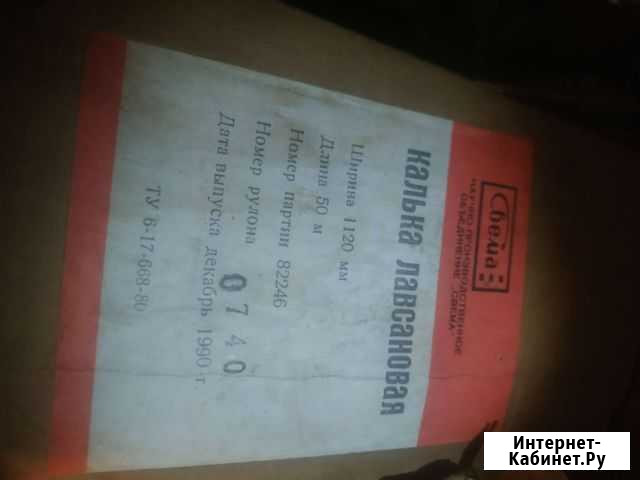 Свема
НАУЧНО-ПРОИЗВОДСТВЕННОЕ
ОБЪЕДИНЕНИЕ „СВЕМА"
КАЛЬКА ЛАВСАНОВАЯ
Ширина 1120 мм
Длина 50 м
Номер партии 82246
Номер рулона 0740
Дата выпуска декабрь 1990 г.
ТУ 6-17-668-80
Интернет-
Кабинет.Ру